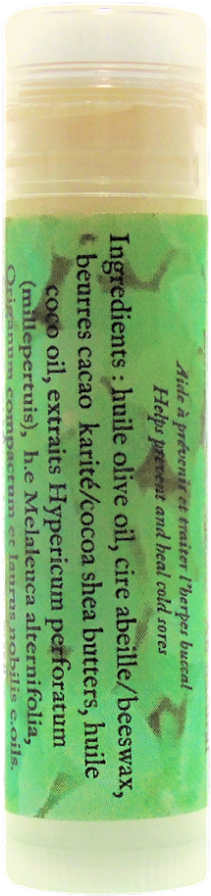 Aide à prévenir et traiter l'herpes buccal
Helps prevent and heal cold sores
Ingredients : huile olive oil, cire abeille/beeswax,
beurres cacao karité/cocoa shea butters, huile
coco oil, extraits Hypericum perforatum
(millepertuis), h.e Melaleuca alternifolia,
Origanum compactum et laurus nobilis e.oils.